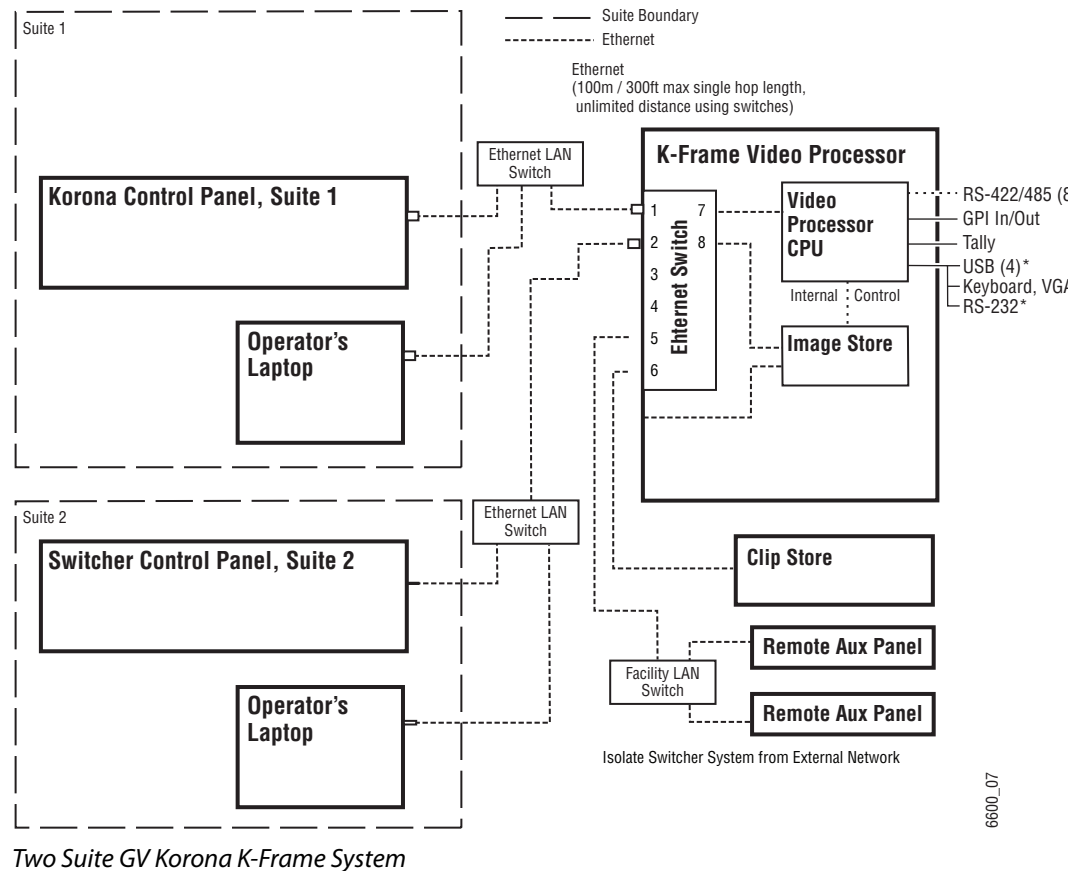 Suite 1
Suite Boundary
Ethernet
Ethernet
(100m / 300ft max single hop length,
unlimited distance using switches)
Ethernet LAN
Switch
K-Frame Video Processor
Korona Control Panel, Suite 1
Operator's
Laptop
1
2
3
4
5
6
7
8
Ehternet Switch
Video
Processor
CPU
Internal Control
Image Store
RS-422/485 (8
GPI In/Out
Tally
USB (4)*
Keyboard, VGA
RS-232*
Suite 2
Ethernet LAN
Switch
Switcher Control Panel, Suite 2
Operator's
Laptop
Clip Store
Remote Aux Panel
Facility LAN
Switch
Remote Aux Panel
Isolate Switcher System from External Network
6600_07
Two Suite GV Korona K-Frame System